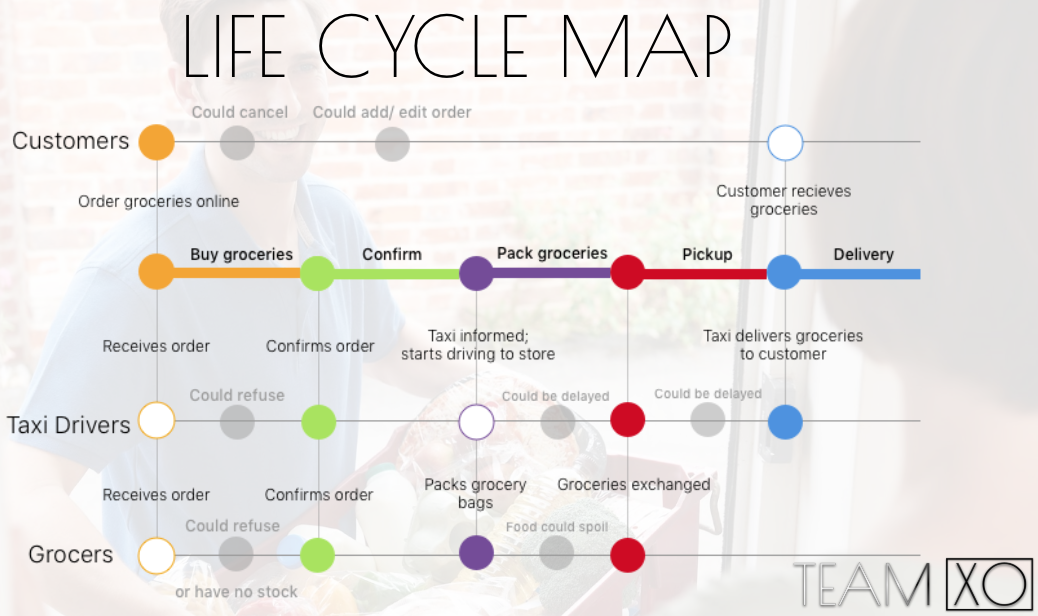 LIFE CYCLE MAP
Could cancel
Could add/ edit order
Customers
Order groceries online
Customer recieves
groceries
Buy groceries
Confirm
Pack groceries
Pickup
Delivery
Receives order
Confirms order
Taxi informed;
starts driving to store
Taxi delivers groceries
to customer
Could refuse
Could be delayed
Could be delayed
Taxi Drivers
Receives order
Confirms order
Packs grocery
bags
Groceries exchanged
Could refuse
Food could spoil
Grocers
or have no stock
TEAM XO